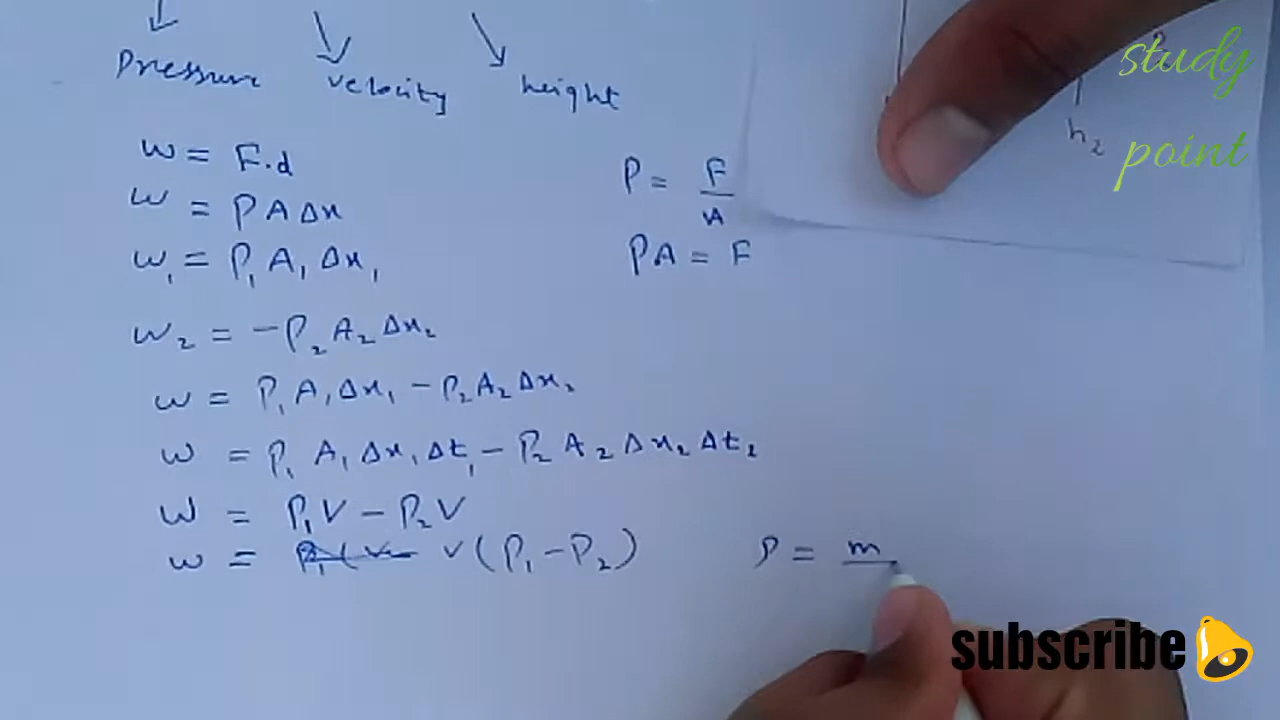 Pressure velocity height
study
point
h₂
W = F.d
W = PAΔx
W₁ = P₁A₁Δx₁
P = F/A
PA = F
W₂ = -P₂A₂Δx₂
W = P₁A₁Δx₁ - P₂A₂Δx₂
W = P₁A₁Δx₁Δt₁ - P₂A₂Δx₂Δt₂
W = P₁V - P₂V
W = V(P₁-P₂)
ρ = m
subscribe